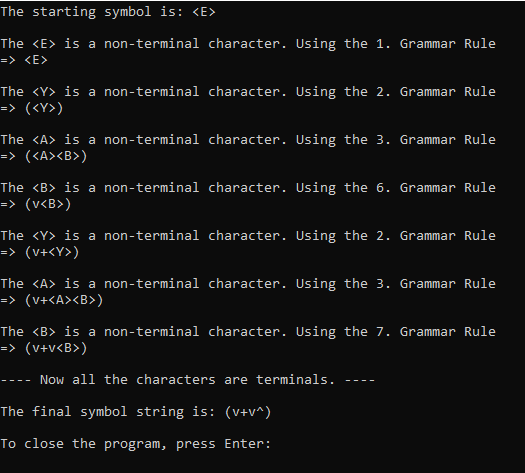 The starting symbol is: <E>
The <E> is a non-terminal character. Using the 1. Grammar Rule
=> <E>
The <Y> is a non-terminal character. Using the 2. Grammar Rule
=> (<Y>)
The <A> is a non-terminal character. Using the 3. Grammar Rule
=> (<A><B>)
The <B> is a non-terminal character. Using the 6. Grammar Rule
=> (v<B>)
The <Y> is a non-terminal character. Using the 2. Grammar Rule
=> (v+<Y>)
The <A> is a non-terminal character. Using the 3. Grammar Rule
=> (v+<A><B>)
The <B> is a non-terminal character. Using the 7. Grammar Rule
=> (v+v<B>)
---- Now all the characters are terminals. ----
The final symbol string is: (v+v^)
To close the program, press Enter: